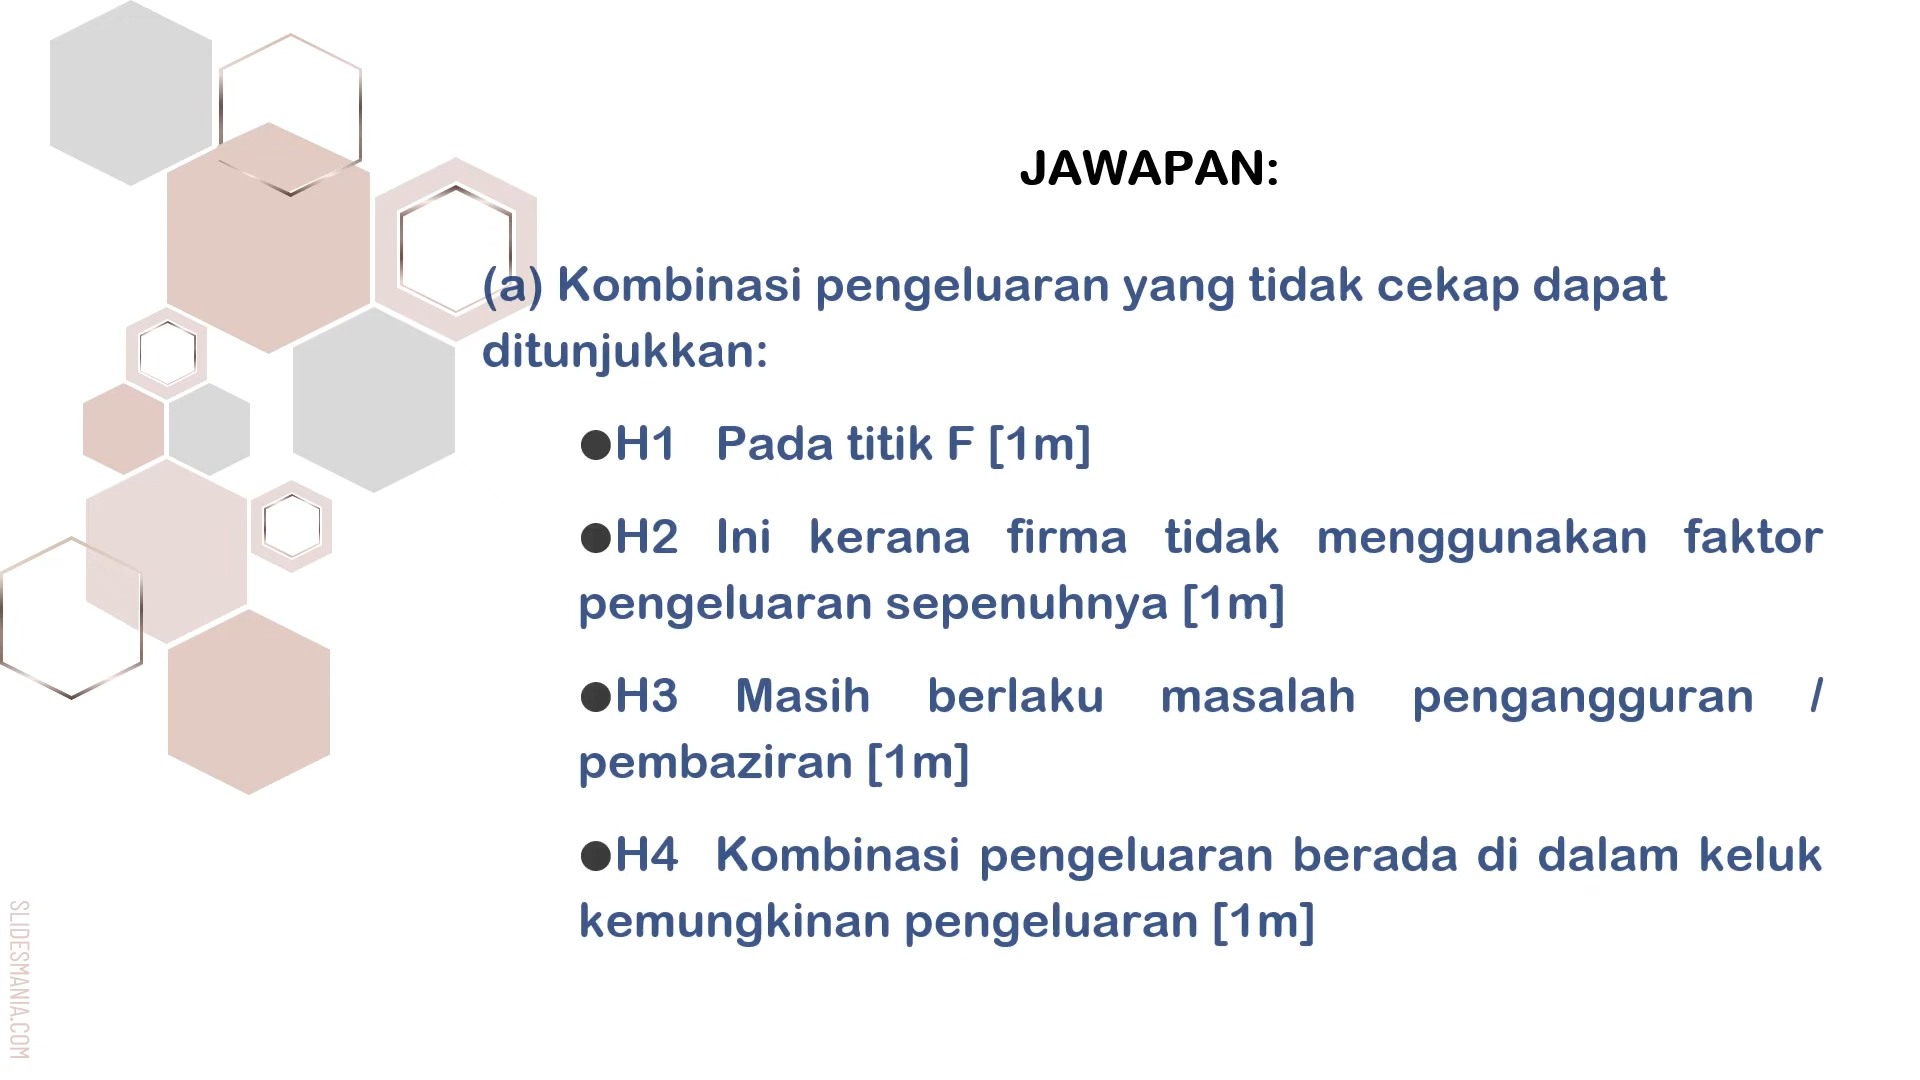 JAWAPAN:
(a) Kombinasi pengeluaran yang tidak cekap dapat
ditunjukkan:
●H1 Pada titik F [1m]
●H2 Ini kerana firma tidak menggunakan faktor
pengeluaran sepenuhnya [1m]
●H3 Masih berlaku masalah pengangguran /
pembaziran [1m]
●H4 Kombinasi pengeluaran berada di dalam keluk
kemungkinan pengeluaran [1m]
SLIDESMANIA.COM